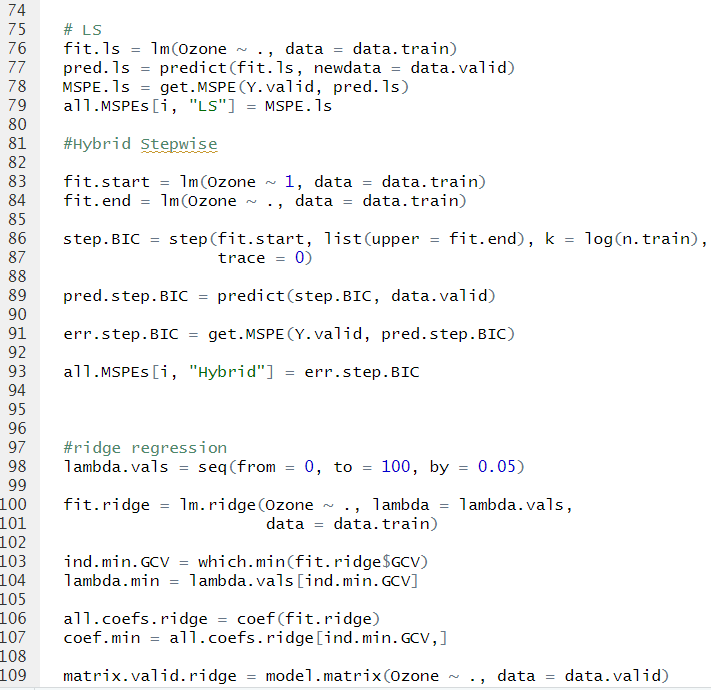 74
75 # LS
76 fit.ls = lm(Ozone ~ ., data = data.train)
77 pred.ls = predict(fit.ls, newdata = data.valid)
78 MSPE.ls = get.MSPE(Y.valid, pred.ls)
79 all.MSPEs[i, "LS"] = MSPE.ls
80
81 #Hybrid Stepwise
82
83 fit.start = lm(Ozone ~ 1, data = data.train)
84 fit.end = lm(Ozone ~ ., data = data.train)
85
86 step.BIC = step(fit.start, list(upper = fit.end), k = log(n.train),
87 trace = 0)
88
89 pred.step.BIC = predict(step.BIC, data.valid)
90
91 err.step.BIC = get.MSPE(Y.valid, pred.step.BIC)
92
93 all.MSPEs[i, "Hybrid"] = err.step.BIC
94
95
96
97 #ridge regression
98 lambda.vals = seq(from = 0, to = 100, by = 0.05)
99
100 fit.ridge = lm.ridge(Ozone ~ ., lambda = lambda.vals,
101 data = data.train)
102
103 ind.min.GCV = which.min(fit.ridge$GCV)
104 lambda.min = lambda.vals[ind.min.GCV]
105
106 all.coefs.ridge = coef(fit.ridge)
107 coef.min = all.coefs.ridge[ind.min.GCV,]
108
109 matrix.valid.ridge = model.matrix(Ozone ~ ., data = data.valid)